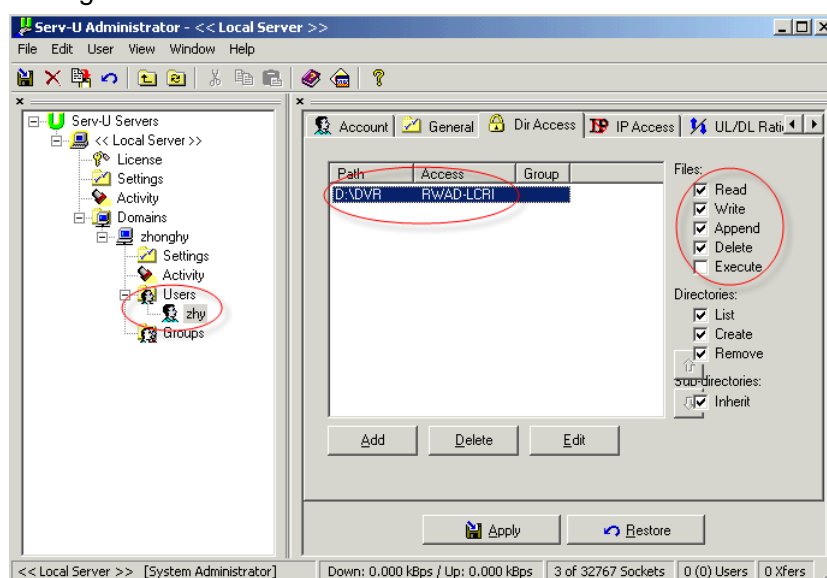 Serv-U Administrator - << Local Server >>
File Edit User View Window Help
Serv-U Servers
<< Local Server >>
License
Settings
Activity
Domains
zhonghy
Settings
Activity
Users
zhy
Groups
Account General Dir Access IP Access UL/DL Rati
Path Access Group
D:\DVR RWAD-LCRI
Files:
Read
Write
Append
Delete
Execute
Directories:
List
Create
Remove
Sub-directories:
Inherit
Add Delete Edit
Apply Restore
<< Local Server >> [System Administrator] Down: 0.000 kBps / Up: 0.000 kBps 3 of 32767 Sockets 0 (0) Users 0 Xfers